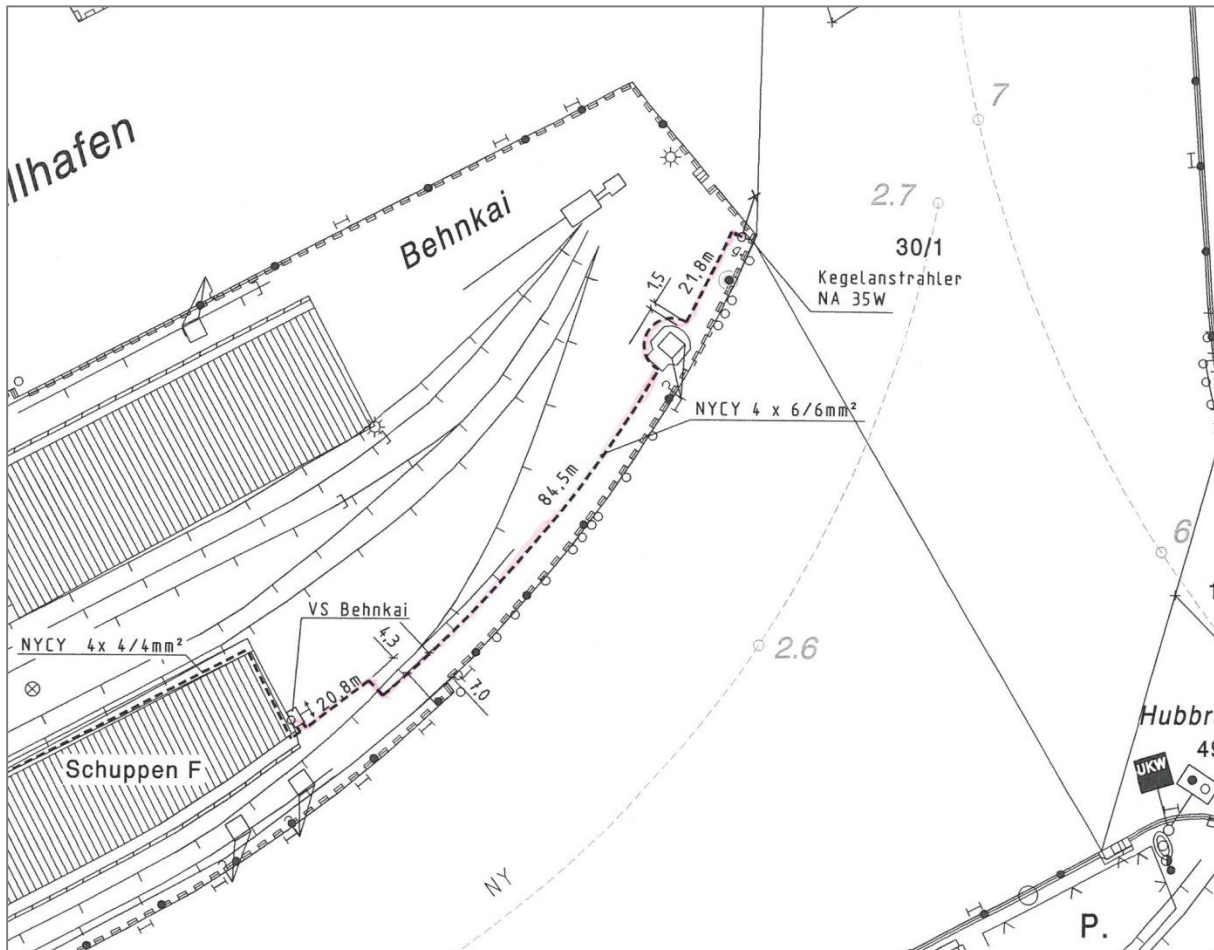 llhafen
Behnkai
7
2.7
30/1
Kegelanstrahler
NA 35W
1,5
21,8m
NYCY 4 x 6/6mm²
84,5m
6
VS Behnkai
NYCY 4x 4/4mm²
4,3
20,8m
7,0
2.6
Schuppen F
Hubbr
49
UKW
NY
P.